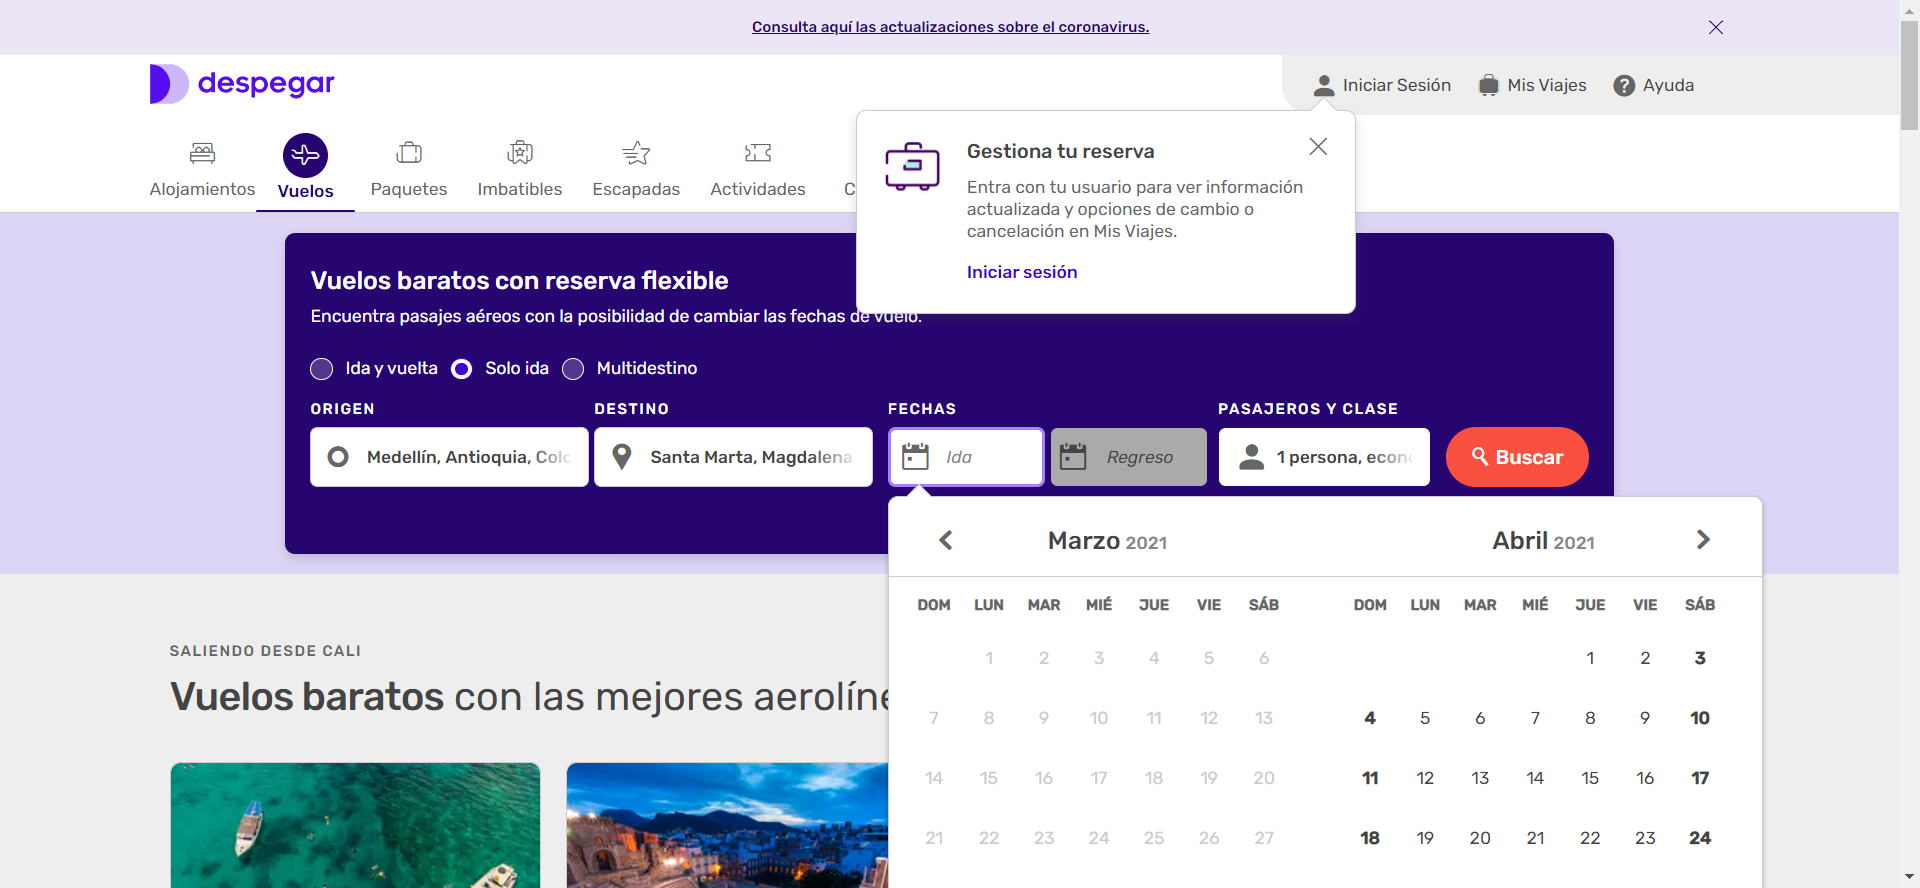 Consulta aquí las actualizaciones sobre el coronavirus.
despegar
Iniciar Sesión
Mis Viajes
Ayuda
Alojamientos
Vuelos
Paquetes
Imbatibles
Escapadas
Actividades
C
Gestiona tu reserva
Entra con tu usuario para ver información
actualizada y opciones de cambio o
cancelación en Mis Viajes.
Iniciar sesión
Vuelos baratos con reserva flexible
Encuentra pasajes aéreos con la posibilidad de cambiar las fechas de vuelo.
Ida y vuelta
Solo ida
Multidestino
ORIGEN
DESTINO
FECHAS
PASAJEROS Y CLASE
Medellín, Antioquia, Colo
Santa Marta, Magdalena
Ida
Regreso
1 persona, econ
Buscar
Marzo 2021
Abril 2021
DOM LUN MAR MIÉ JUE VIE SÁB
1 2 3 4 5 6
7 8 9 10 11 12 13
14 15 16 17 18 19 20
21 22 23 24 25 26 27
DOM LUN MAR MIÉ JUE VIE SÁB
1 2 3
4 5 6 7 8 9 10
11 12 13 14 15 16 17
18 19 20 21 22 23 24
SALIENDO DESDE CALI
Vuelos baratos con las mejores aerolíne